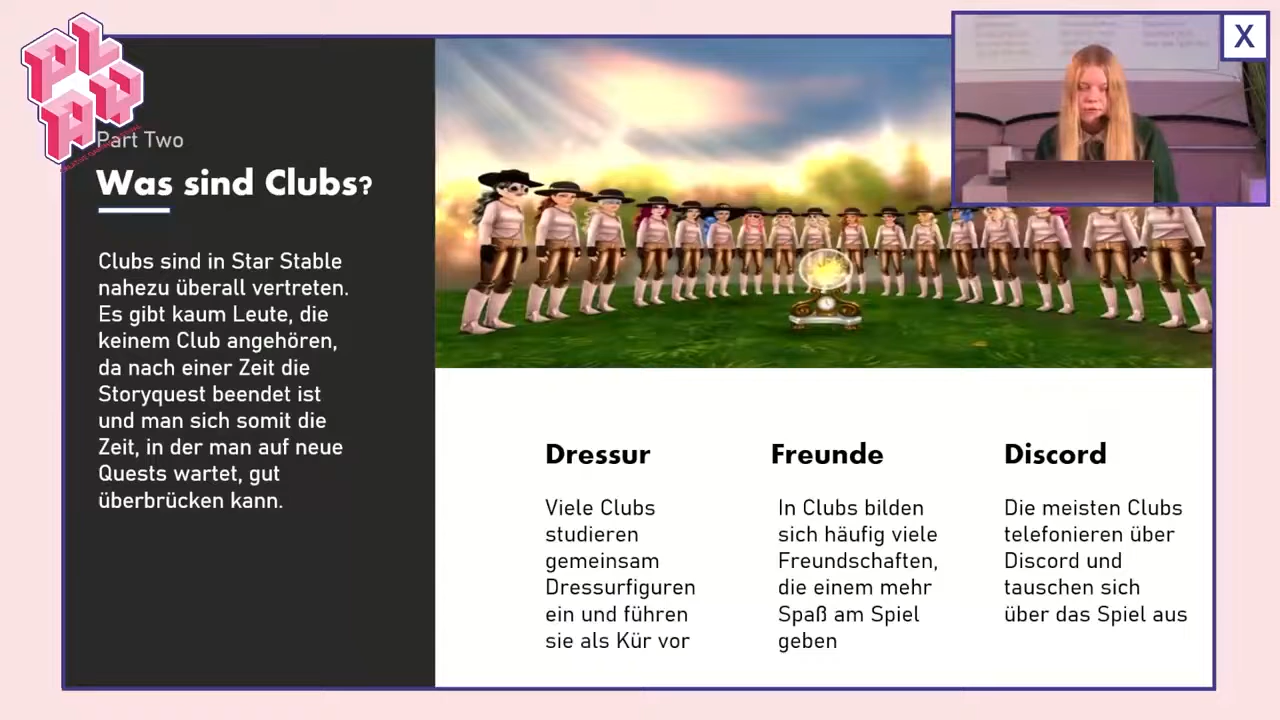 PLAY
X
Part Two
Was sind Clubs?
Clubs sind in Star Stable
nahezu überall vertreten.
Es gibt kaum Leute, die
keinem Club angehören,
da nach einer Zeit die
Storyquest beendet ist
und man sich somit die
Zeit, in der man auf neue
Quests wartet, gut
überbrücken kann.
Dressur
Viele Clubs
studieren
gemeinsam
Dressurfiguren
ein und führen
sie als Kür vor
Freunde
In Clubs bilden
sich häufig viele
Freundschaften,
die einem mehr
Spaß am Spiel
geben
Discord
Die meisten Clubs
telefonieren über
Discord und
tauschen sich
über das Spiel aus